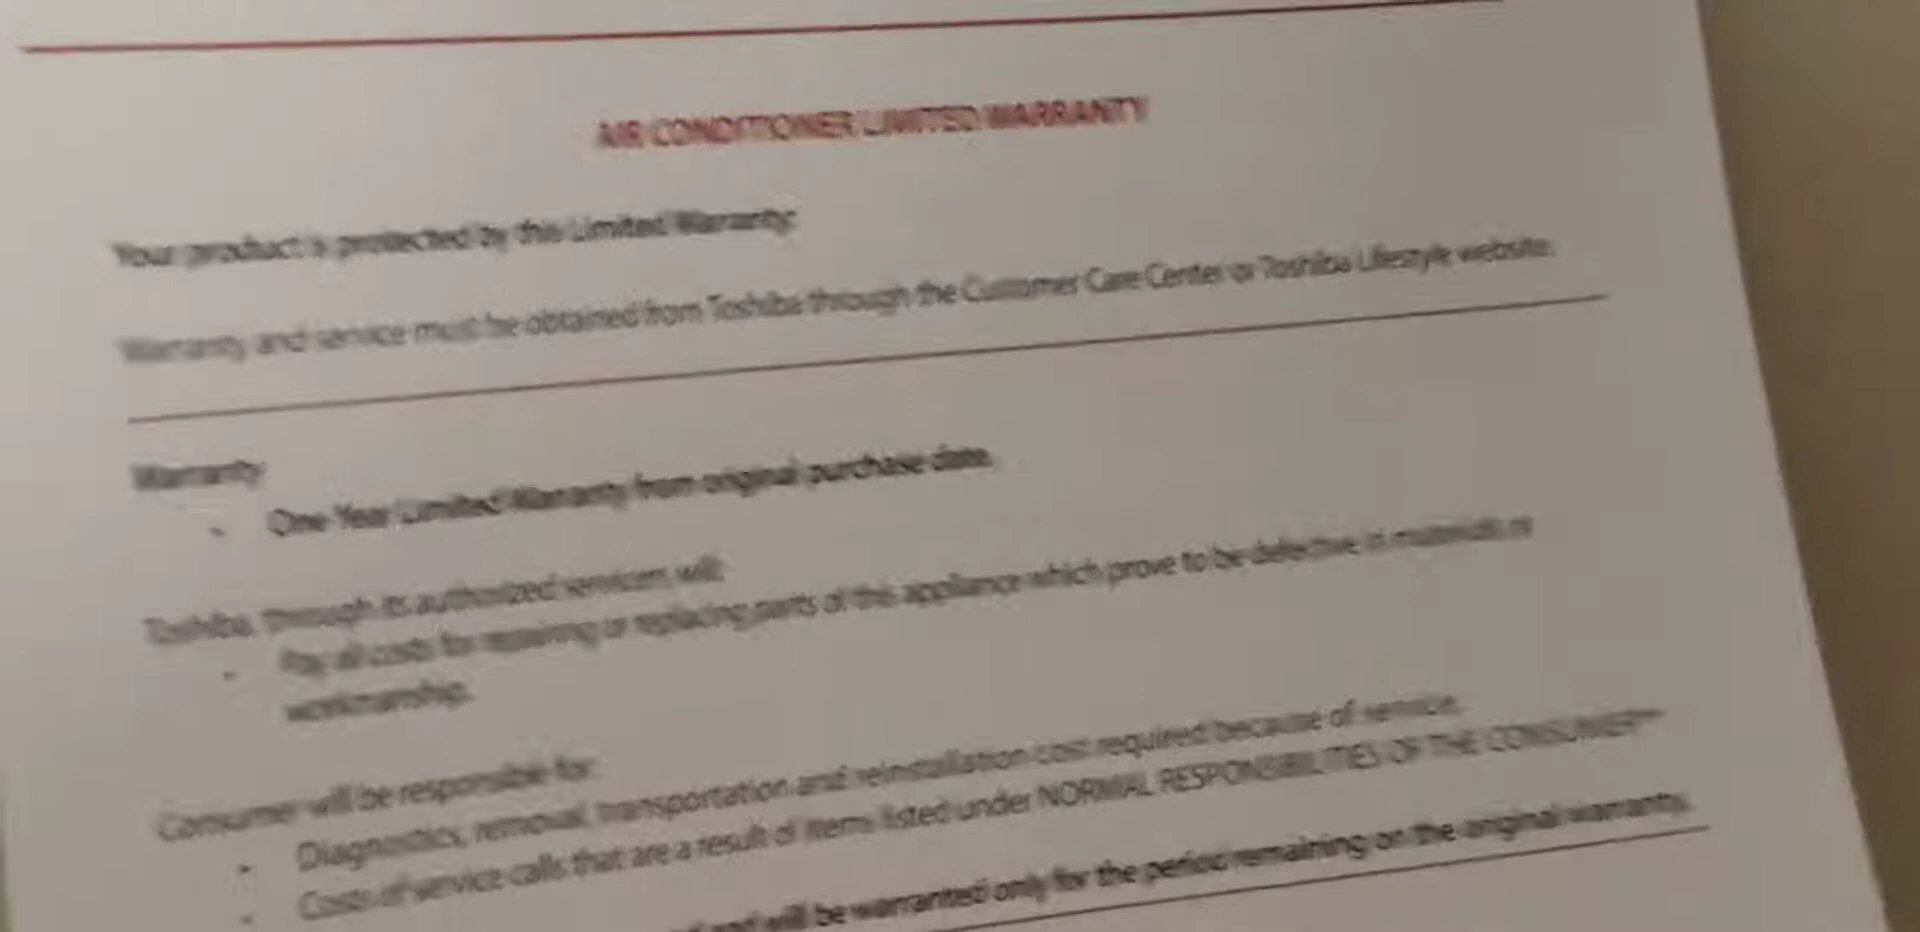 AIR CONDITIONER LIMITED WARRANTY
Your product is protected by this Limited Warranty:
Warranty and service must be obtained from Toshiba through the Customer Care Center or Toshiba Lifestyle website.
Warranty
• One Year Limited Warranty from original purchase date.
Toshiba, through its authorized servicers will:
• Pay all costs for repairing or replacing parts of this appliance which prove to be defective in materials or
workmanship.
Consumer will be responsible for:
• Diagnostics, removal, transportation and reinstallation cost required because of service.
• Costs of service calls that are a result of items listed under NORMAL RESPONSIBILITIES OF THE CONSUMER**
and will be warranted only for the period remaining on the original warranty.